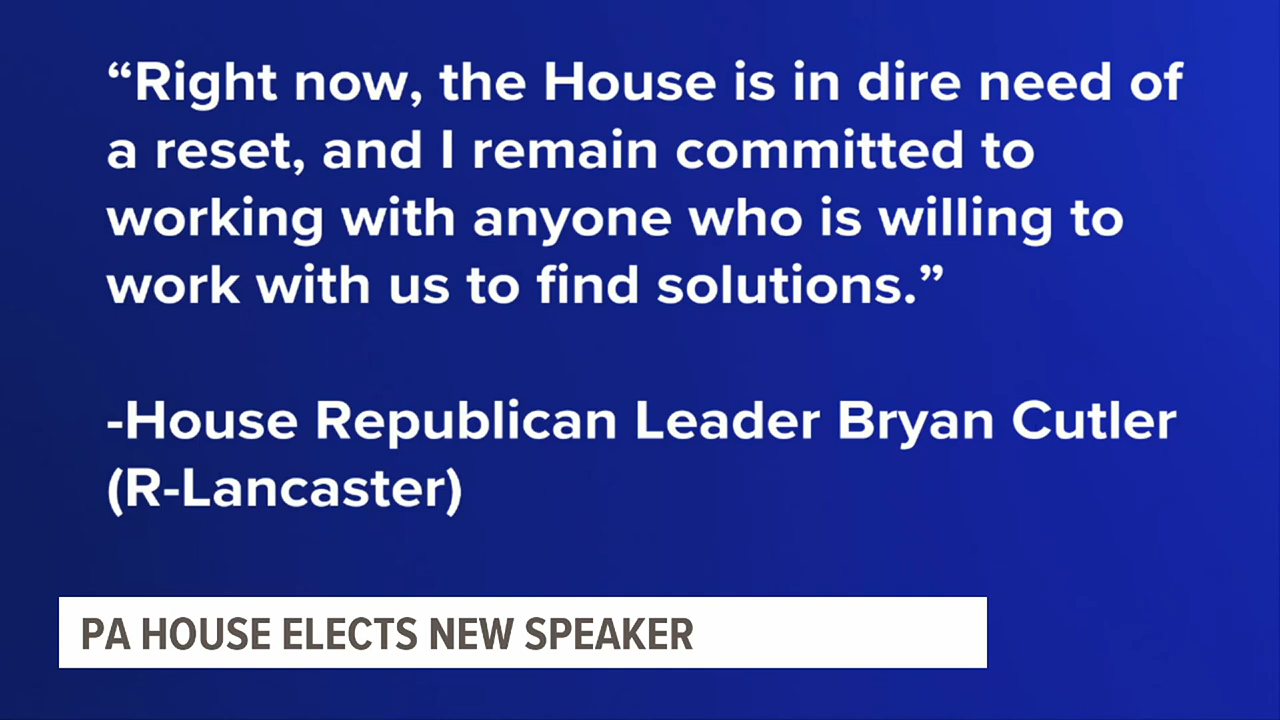 “Right now, the House is in dire need of
a reset, and I remain committed to
working with anyone who is willing to
work with us to find solutions.”
-House Republican Leader Bryan Cutler
(R-Lancaster)
PA HOUSE ELECTS NEW SPEAKER